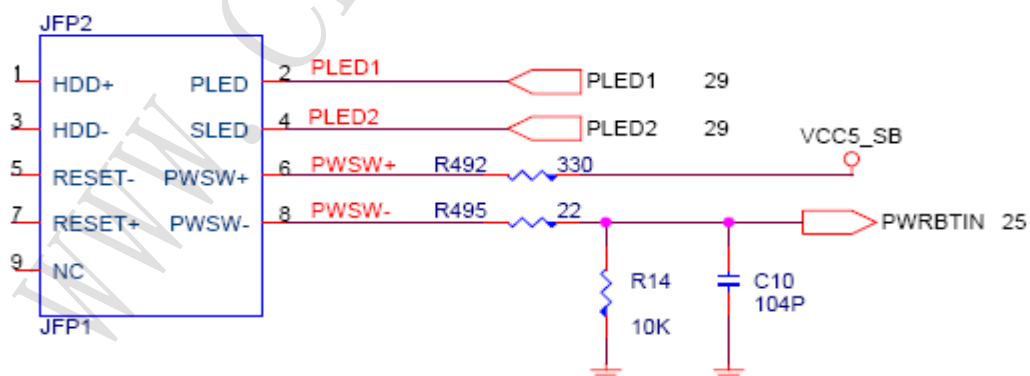 JFP2
1 HDD+ PLED 2 PLED1 PLED1 29
3 HDD- SLED 4 PLED2 PLED2 29
VCC5_SB
5 RESET- PWSW+ 6 PWSW+ R492 330
7 RESET+ PWSW- 8 PWSW- R495 22 PWRBTIN 25
9 NC
R14
10K
C10
104P
JFP1